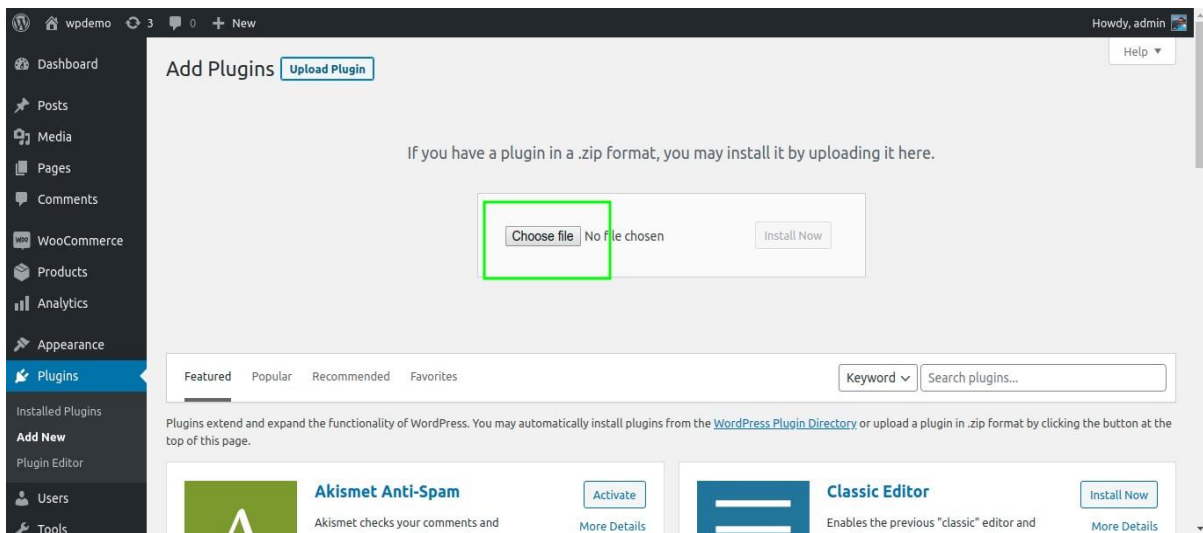 wpdemo 3 0 + New Howdy, admin
Help
Dashboard
Add Plugins Upload Plugin
Posts
Media
Pages
Comments
If you have a plugin in a .zip format, you may install it by uploading it here.
Choose file No file chosen Install Now
WOO WooCommerce
Products
Analytics
Appearance
Plugins
Installed Plugins
Add New
Plugin Editor
Users
Tools
Featured Popular Recommended Favorites Keyword Search plugins...
Plugins extend and expand the functionality of WordPress. You may automatically install plugins from the WordPress Plugin Directory or upload a plugin in .zip format by clicking the button at the
top of this page.
A Akismet Anti-Spam Activate
Akismet checks your comments and More Details
Classic Editor Install Now
Enables the previous "classic" editor and More Details